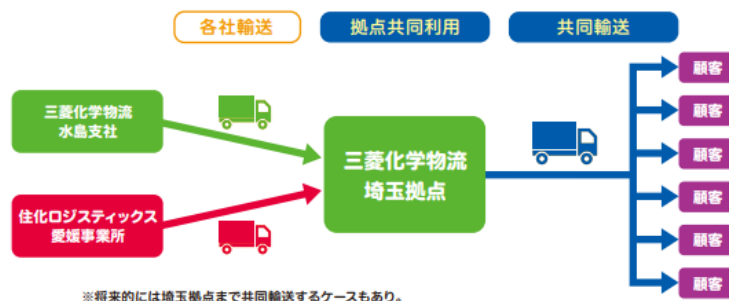 各社輸送
拠点共同利用
共同輸送
三菱化学物流
水島支社
住化ロジスティックス
愛媛事業所
三菱化学物流
埼玉拠点
顧客
顧客
顧客
顧客
顧客
顧客
※将来的には埼玉拠点まで共同輸送するケースもあり。